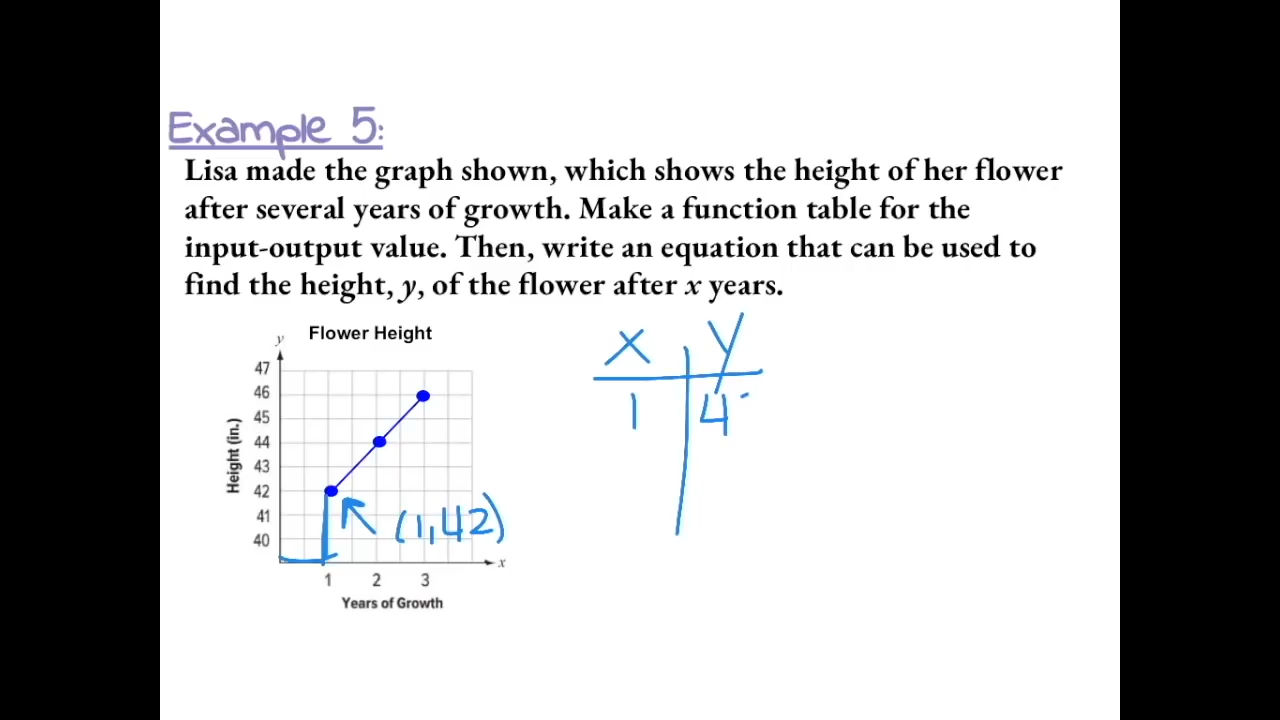 Example 5:
Lisa made the graph shown, which shows the height of her flower
after several years of growth. Make a function table for the
input-output value. Then, write an equation that can be used to
find the height, y, of the flower after x years.
Flower Height
y
47
46
45
44
43
42
41
40
Height (in.)
1 2 3
x
Years of Growth
(1,42)
X Y
1 4